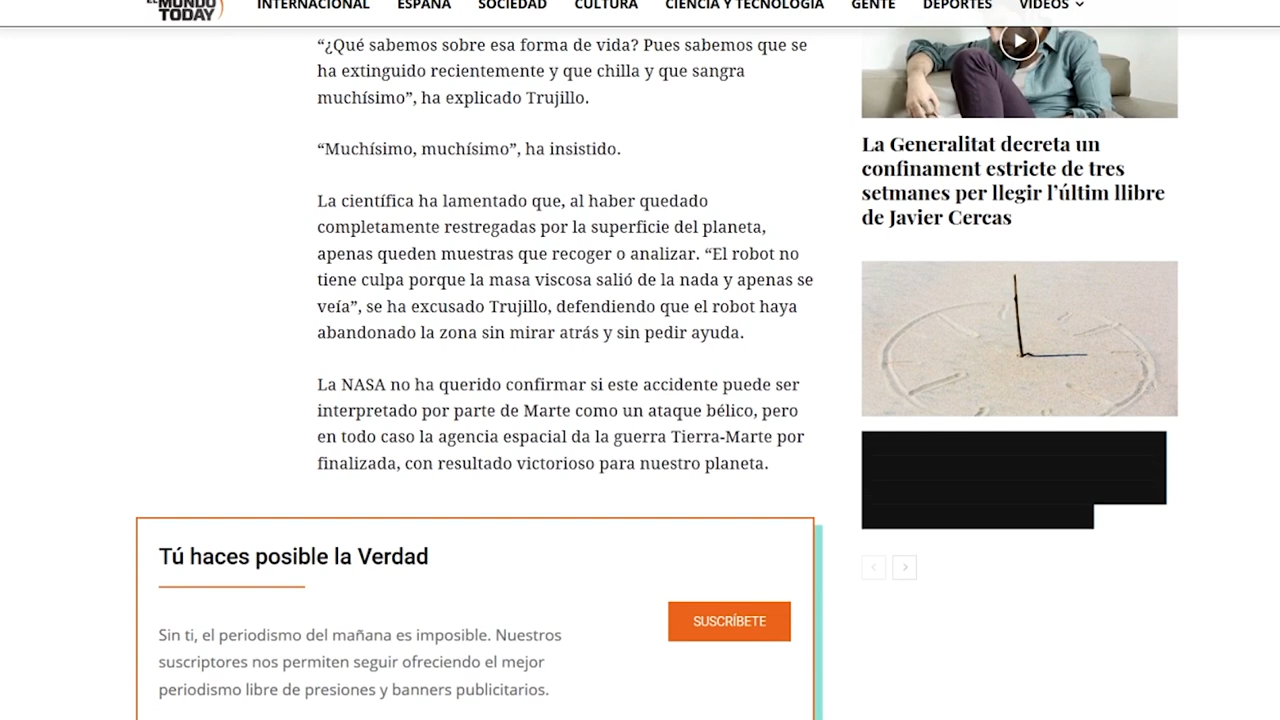 EL MUNDO
TODAY
INTERNACIONAL ESPAÑA SOCIEDAD CULTURA CIENCIA Y TECNOLOGÍA GENTE DEPORTES VÍDEOS
“¿Qué sabemos sobre esa forma de vida? Pues sabemos que se
ha extinguido recientemente y que chilla y que sangra
muchísimo”, ha explicado Trujillo.
“Muchísimo, muchísimo”, ha insistido.
La científica ha lamentado que, al haber quedado
completamente restregadas por la superficie del planeta,
apenas quedan muestras que recoger o analizar. “El robot no
tiene culpa porque la masa viscosa salió de la nada y apenas se
veía”, se ha excusado Trujillo, defendiendo que el robot haya
abandonado la zona sin mirar atrás y sin pedir ayuda.
La NASA no ha querido confirmar si este accidente puede ser
interpretado por parte de Marte como un ataque bélico, pero
en todo caso la agencia espacial da la guerra Tierra-Marte por
finalizada, con resultado victorioso para nuestro planeta.
Tú haces posible la Verdad
Sin ti, el periodismo del mañana es imposible. Nuestros
suscriptores nos permiten seguir ofreciendo el mejor
periodismo libre de presiones y banners publicitarios.
SUSCRÍBETE
La Generalitat decreta un
confinament estricte de tres
setmanes per llegir l’últim llibre
de Javier Cercas